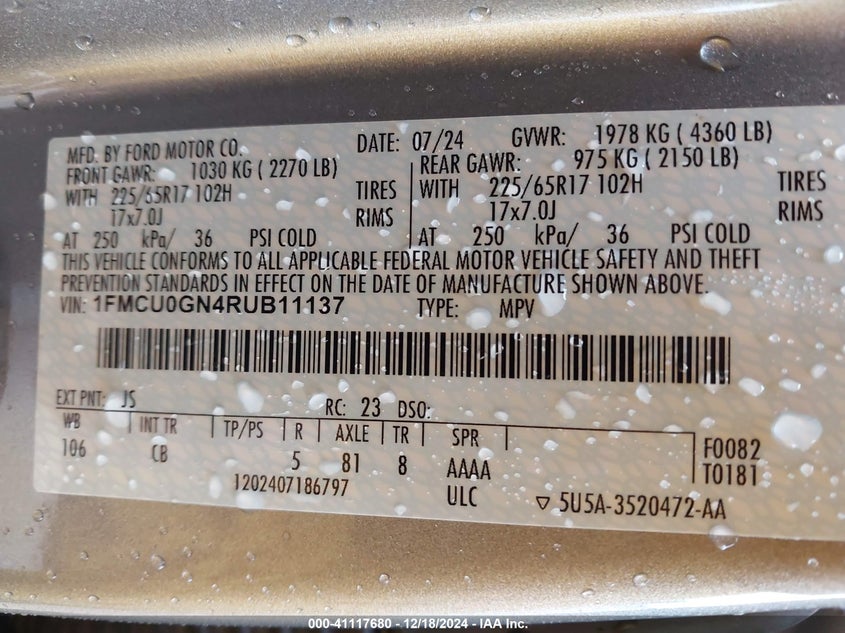 MFD. BY FORD MOTOR CO. DATE: 07/24 GVWR: 1978 KG ( 4360 LB)
FRONT GAWR: 1030 KG ( 2270 LB) REAR GAWR: 975 KG ( 2150 LB)
WITH 225/65R17 102H TIRES WITH 225/65R17 102H TIRES
17x7.0J RIMS 17x7.0J RIMS
AT 250 kPa/ 36 PSI COLD AT 250 kPa/ 36 PSI COLD
THIS VEHICLE CONFORMS TO ALL APPLICABLE FEDERAL MOTOR VEHICLE SAFETY AND THEFT
PREVENTION STANDARDS IN EFFECT ON THE DATE OF MANUFACTURE SHOWN ABOVE.
VIN: 1FMCU0GN4RUB11137 TYPE: MPV
EXT PNT: JS RC: 23 DSO:
WB INT TR TP/PS R AXLE TR SPR F0082
106 CB 5 81 8 AAAA T0181
1202407186797 ULC ▽ 5U5A-3520472-AA
000-41117680 - 12/18/2024 - IAA Inc.